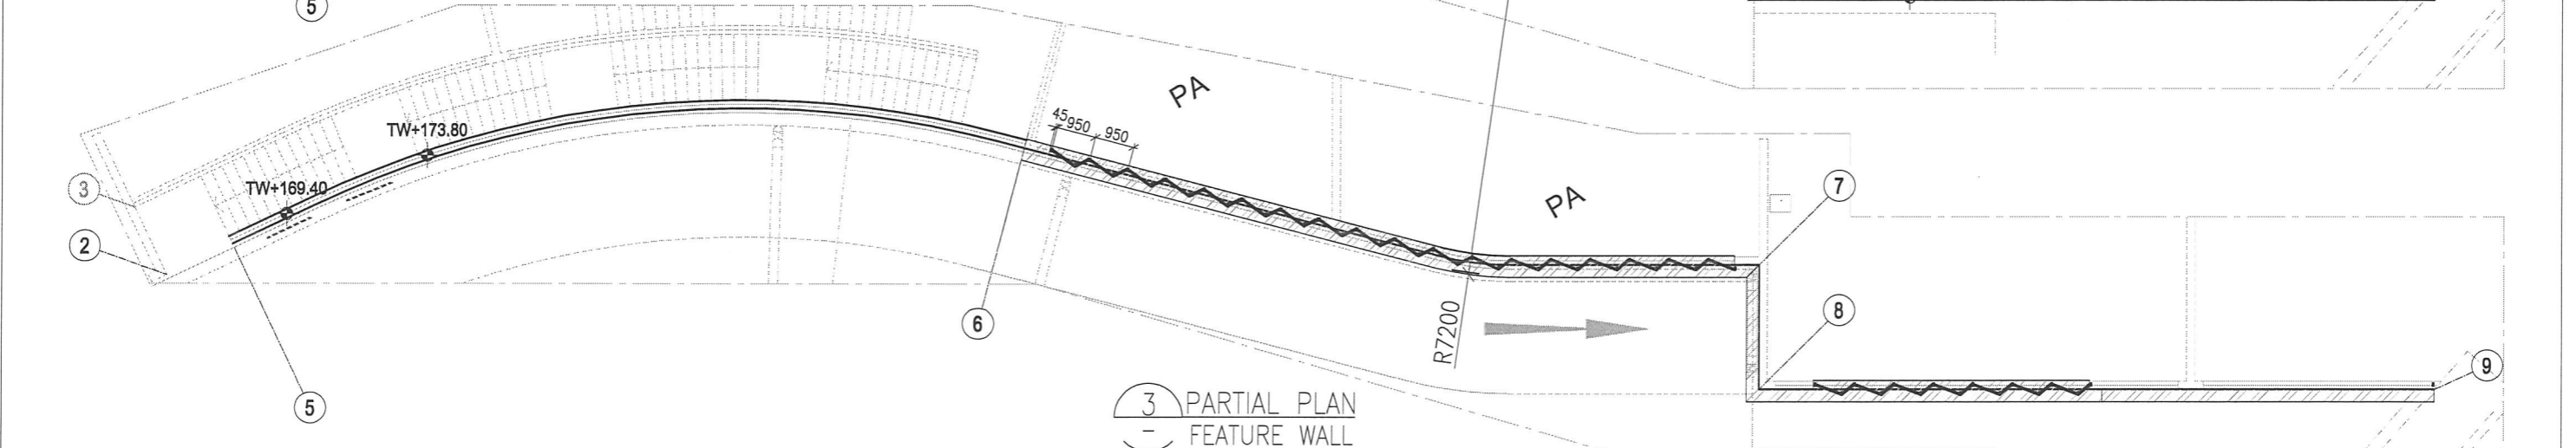 5
PA
45 950 950
TW+173.80
TW+169.40
3
2
7
PA
8
6
R7200
9
5
3 PARTIAL PLAN
- FEATURE WALL